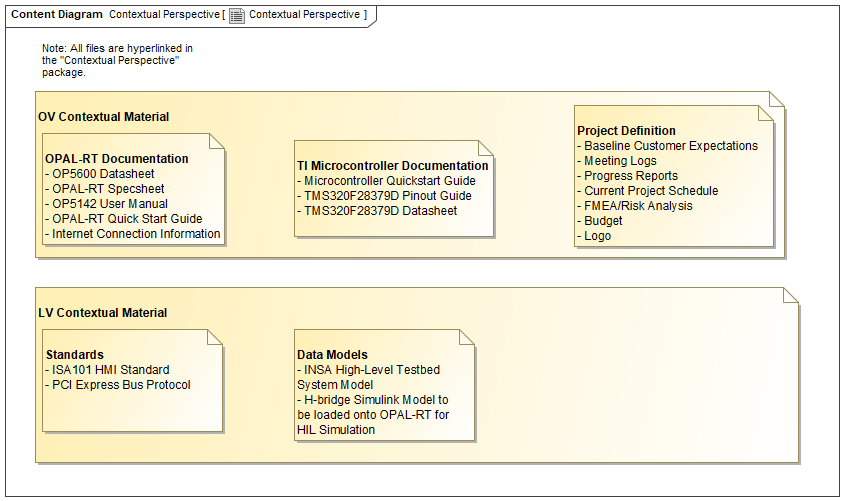 Content Diagram Contextual Perspective [ Contextual Perspective ]
Note: All files are hyperlinked in
the "Contextual Perspective"
package.
OV Contextual Material
OPAL-RT Documentation
- OP5600 Datasheet
- OPAL-RT Specsheet
- OP5142 User Manual
- OPAL-RT Quick Start Guide
- Internet Connection Information
TI Microcontroller Documentation
- Microcontroller Quickstart Guide
- TMS320F28379D Pinout Guide
- TMS320F28379D Datasheet
Project Definition
- Baseline Customer Expectations
- Meeting Logs
- Progress Reports
- Current Project Schedule
- FMEA/Risk Analysis
- Budget
- Logo
LV Contextual Material
Standards
- ISA101 HMI Standard
- PCI Express Bus Protocol
Data Models
- INSA High-Level Testbed
System Model
- H-bridge Simulink Model to
be loaded onto OPAL-RT for
HIL Simulation